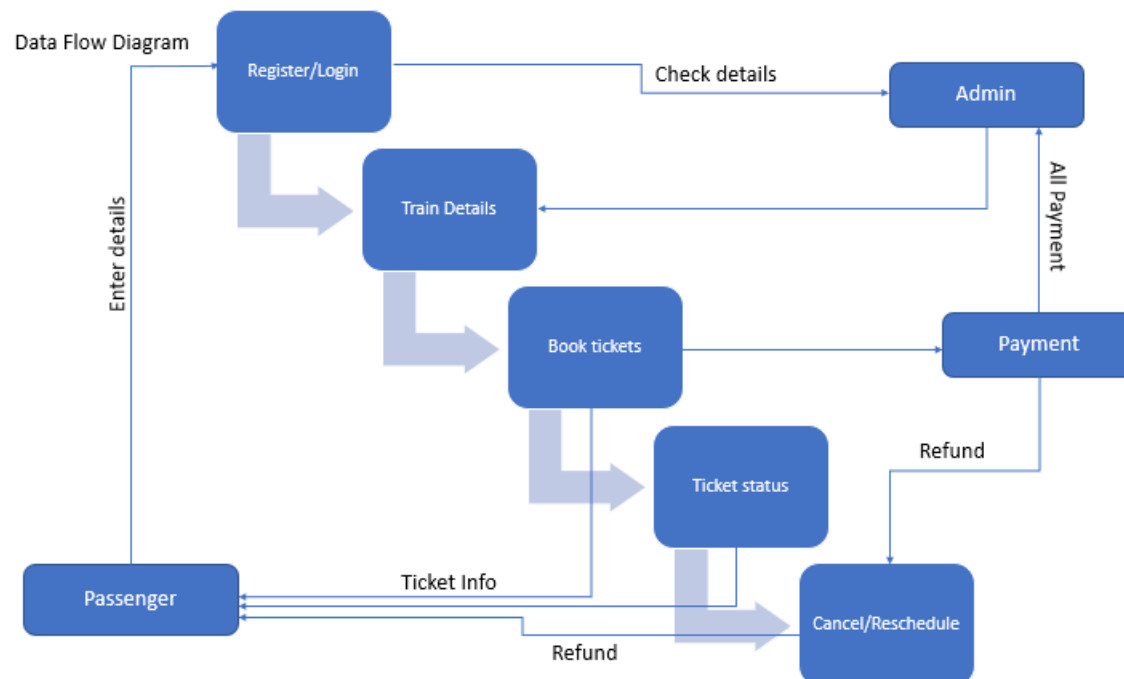 Data Flow Diagram
Register/Login
Check details
Admin
Train Details
Enter details
All Payment
Book tickets
Payment
Refund
Ticket status
Ticket Info
Passenger
Cancel/Reschedule
Refund